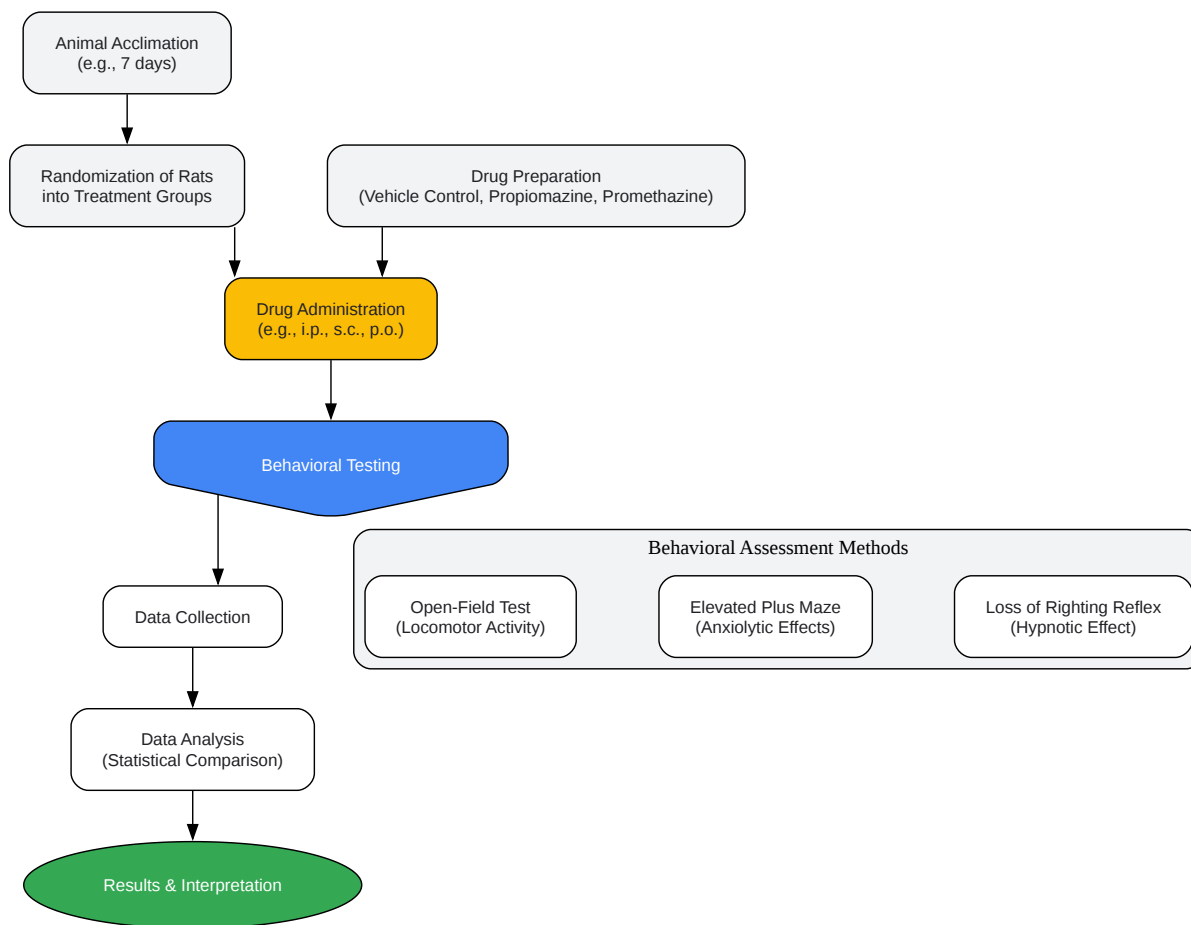 Animal Acclimation
(e.g., 7 days)
Randomization of Rats
into Treatment Groups
Drug Preparation
(Vehicle Control, Propiomazine, Promethazine)
Drug Administration
(e.g., i.p., s.c., p.o.)
Behavioral Testing
Behavioral Assessment Methods
Open-Field Test
(Locomotor Activity)
Elevated Plus Maze
(Anxiolytic Effects)
Loss of Righting Reflex
(Hypnotic Effect)
Data Collection
Data Analysis
(Statistical Comparison)
Results & Interpretation